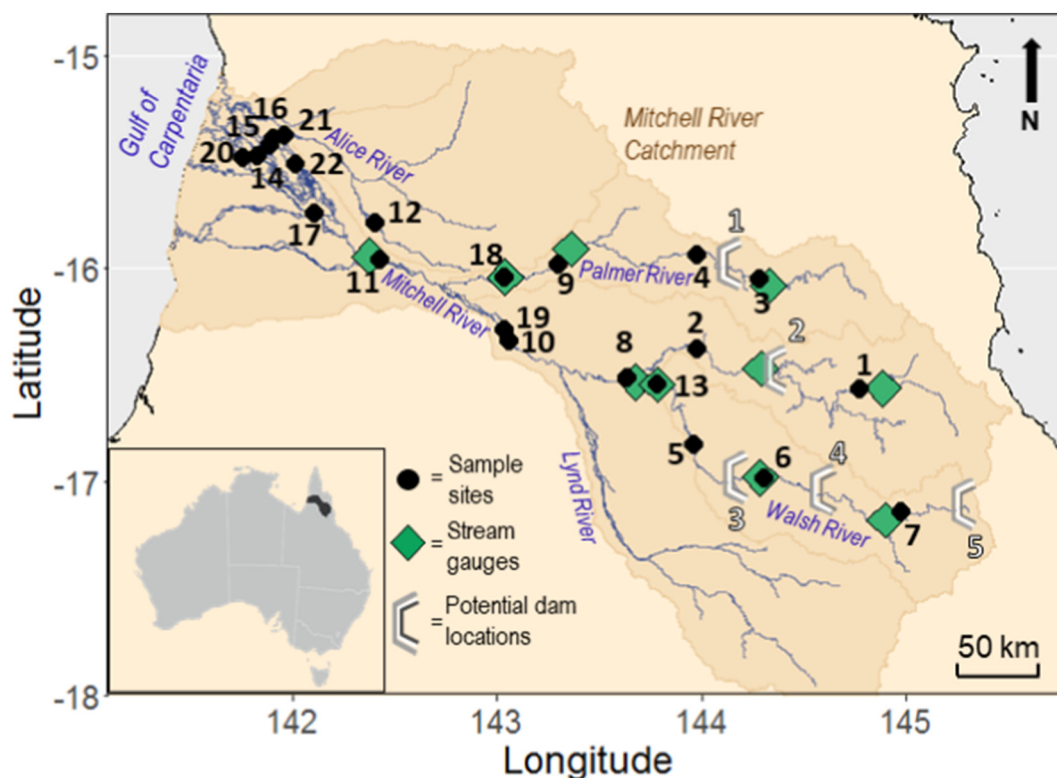 -15
-16
-17
-18
Latitude
142
143
144
145
Longitude
Gulf of
Carpentaria
Mitchell River
Catchment
N
16
21
15
20
14
22
Alice River
17
12
11
Mitchell River
18
9
Palmer River
4
1
3
19
10
2
8
13
2
1
5
3
6
4
Walsh River
7
5
Lynd River
= Sample
sites
= Stream
gauges
= Potential dam
locations
50 km